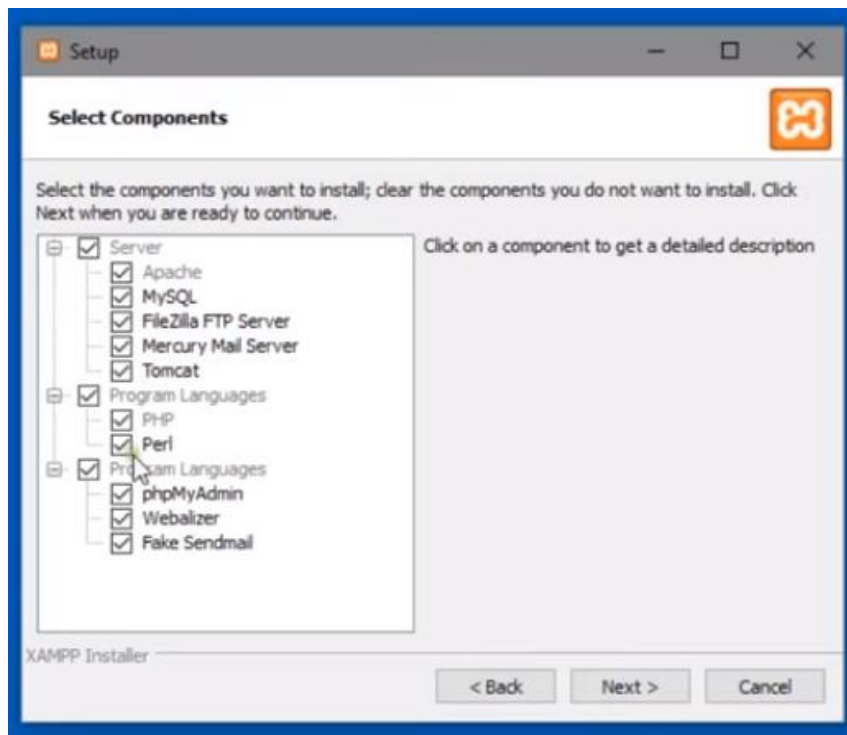 Setup
Select Components
Select the components you want to install; clear the components you do not want to install. Click
Next when you are ready to continue.
Server
Apache
MySQL
FileZilla FTP Server
Mercury Mail Server
Tomcat
Program Languages
PHP
Perl
Program Languages
phpMyAdmin
Webalizer
Fake Sendmail
Click on a component to get a detailed description
XAMPP Installer
< Back
Next >
Cancel